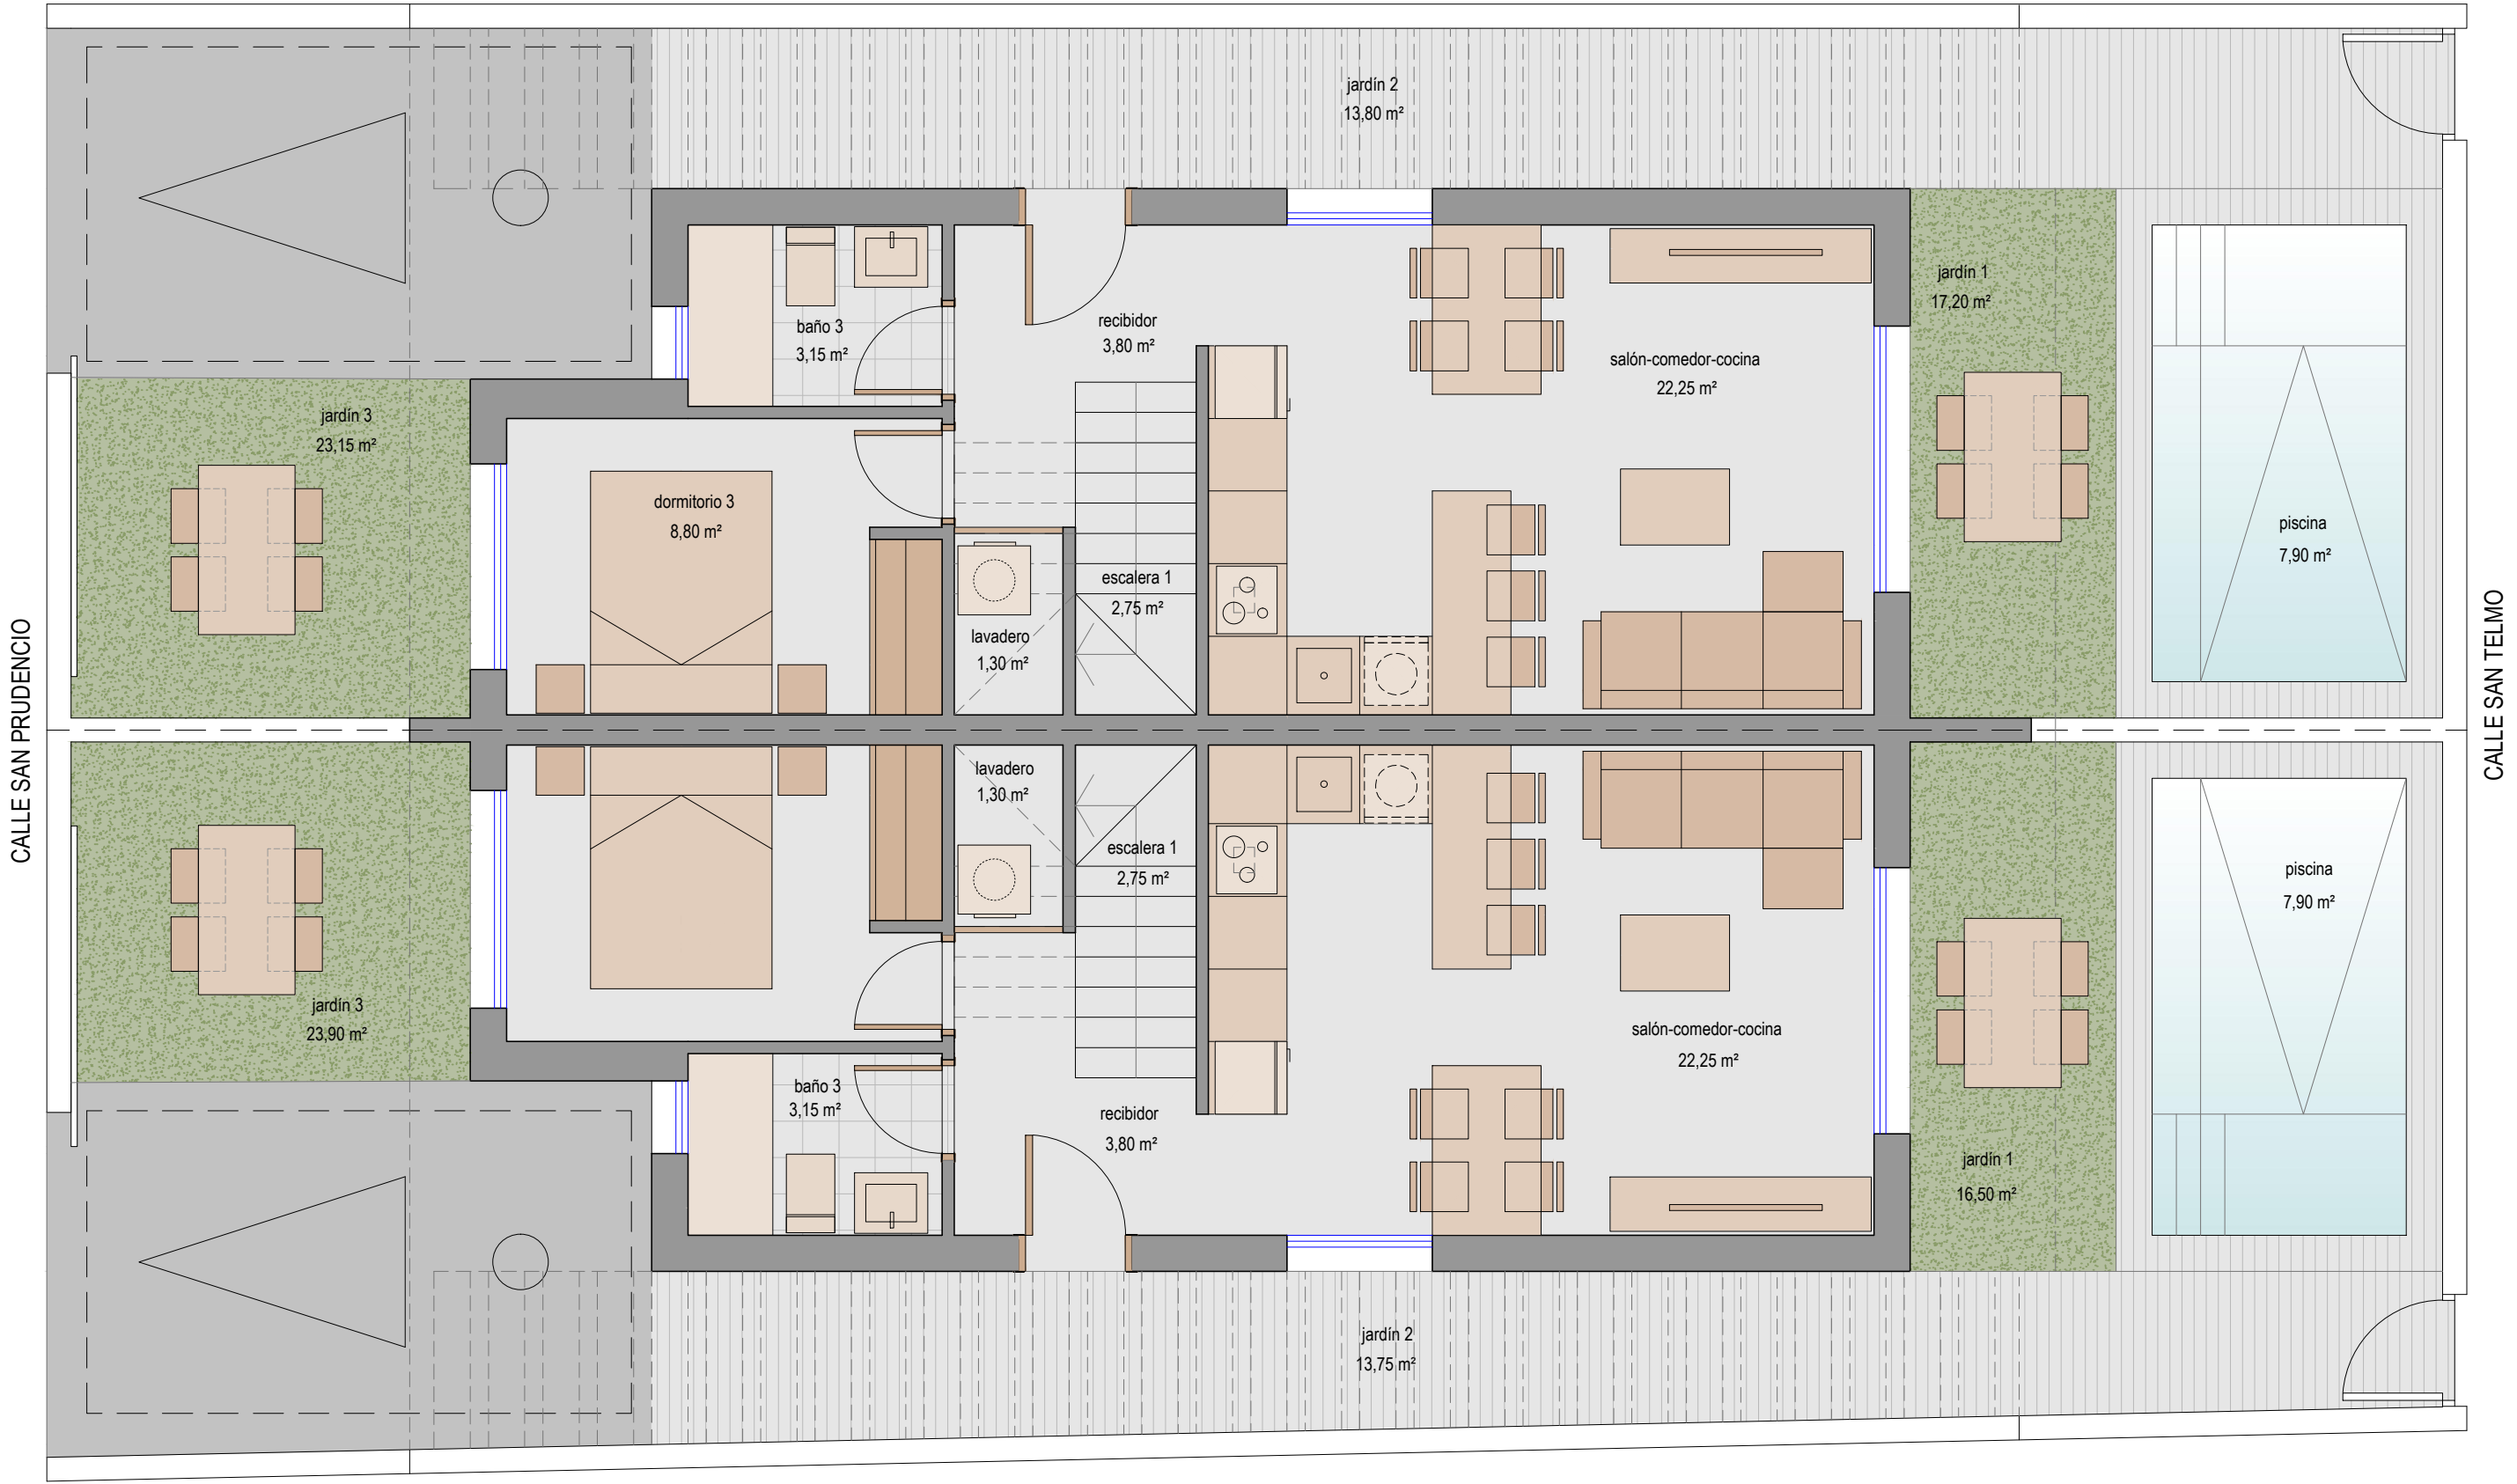 CALLE SAN PRUDENCIO
jardín 2
13,80 m²
jardín 1
17,20 m²
baño 3
3,15 m²
recibidor
3,80 m²
salón-comedor-cocina
22,25 m²
jardín 3
23,15 m²
dormitorio 3
8,80 m²
piscina
7,90 m²
escalera 1
2,75 m²
lavadero
1,30 m²
CALLE SAN TELMO
lavadero
1,30 m²
escalera 1
2,75 m²
piscina
7,90 m²
jardín 3
23,90 m²
salón-comedor-cocina
22,25 m²
baño 3
3,15 m²
recibidor
3,80 m²
jardín 1
16,50 m²
jardín 2
13,75 m²